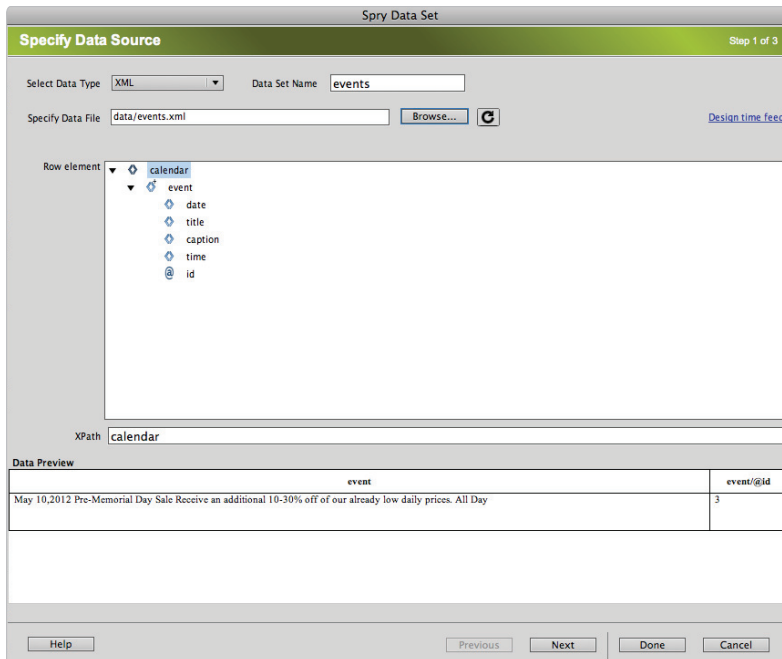 Spry Data Set
Specify Data Source
Step 1 of 3
Select Data Type XML Data Set Name events
Specify Data File data/events.xml Browse... Design time feed
Row element calendar
event
date
title
caption
time
@ id
XPath calendar
Data Preview
event event/@id
May 10,2012 Pre-Memorial Day Sale Receive an additional 10-30% off of our already low daily prices. All Day 3
Help Previous Next Done Cancel